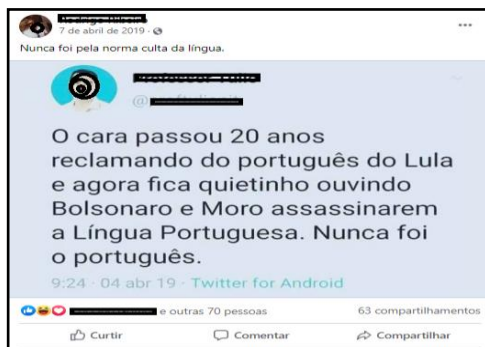 7 de abril de 2019 ·
Nunca foi pela norma culta da língua.
@
O cara passou 20 anos
reclamando do português do Lula
e agora fica quietinho ouvindo
Bolsonaro e Moro assassinarem
a Língua Portuguesa. Nunca foi
o português.
9:24 · 04 abr 19 · Twitter for Android
e outras 70 pessoas 63 compartilhamentos
Curtir Comentar Compartilhar